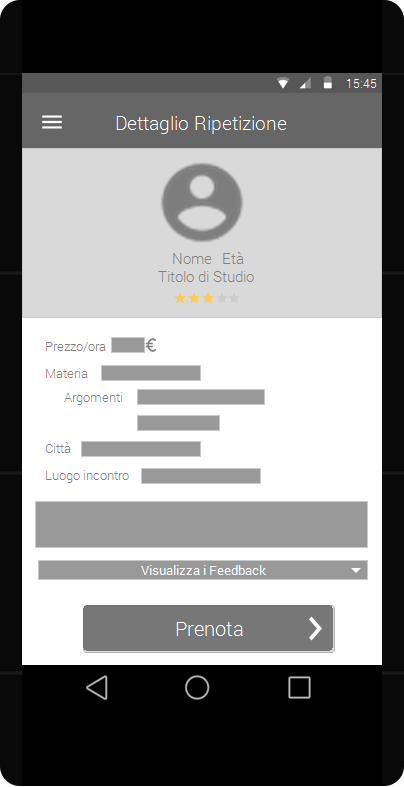 15:45
Dettaglio Ripetizione
Nome Età
Titolo di Studio
Prezzo/ora €
Materia
Argomenti
Città
Luogo incontro
Visualizza i Feedback
Prenota